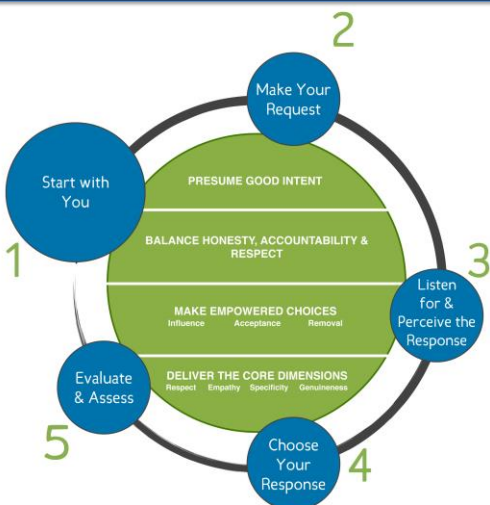 2
Make Your
Request
Start with
You
1
PRESUME GOOD INTENT
BALANCE HONESTY, ACCOUNTABILITY &
RESPECT
3
Listen
for &
Perceive the
Response
MAKE EMPOWERED CHOICES
Influence Acceptance Removal
DELIVER THE CORE DIMENSIONS
Respect Empathy Specificity Genuineness
Evaluate
& Assess
5
Choose
Your
Response
4